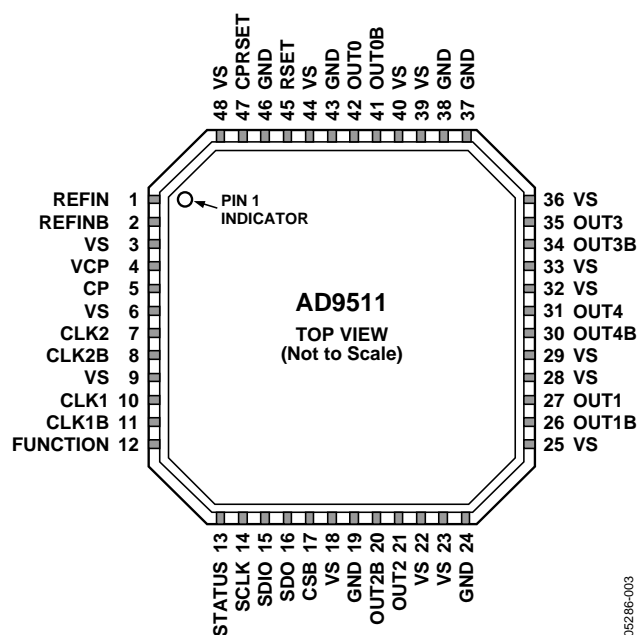 48 VS
47 CPRSET
46 GND
45 RSET
44 VS
43 GND
42 OUT0
41 OUT0B
40 VS
39 VS
38 GND
37 GND
REFIN 1
REFINB 2
VS 3
VCP 4
CP 5
VS 6
CLK2 7
CLK2B 8
VS 9
CLK1 10
CLK1B 11
FUNCTION 12
PIN 1
INDICATOR
AD9511
TOP VIEW
(Not to Scale)
36 VS
35 OUT3
34 OUT3B
33 VS
32 VS
31 OUT4
30 OUT4B
29 VS
28 VS
27 OUT1
26 OUT1B
25 VS
STATUS 13
SCLK 14
SDIO 15
SDO 16
CSB 17
VS 18
GND 19
OUT2B 20
OUT2 21
VS 22
VS 23
GND 24
05286-003